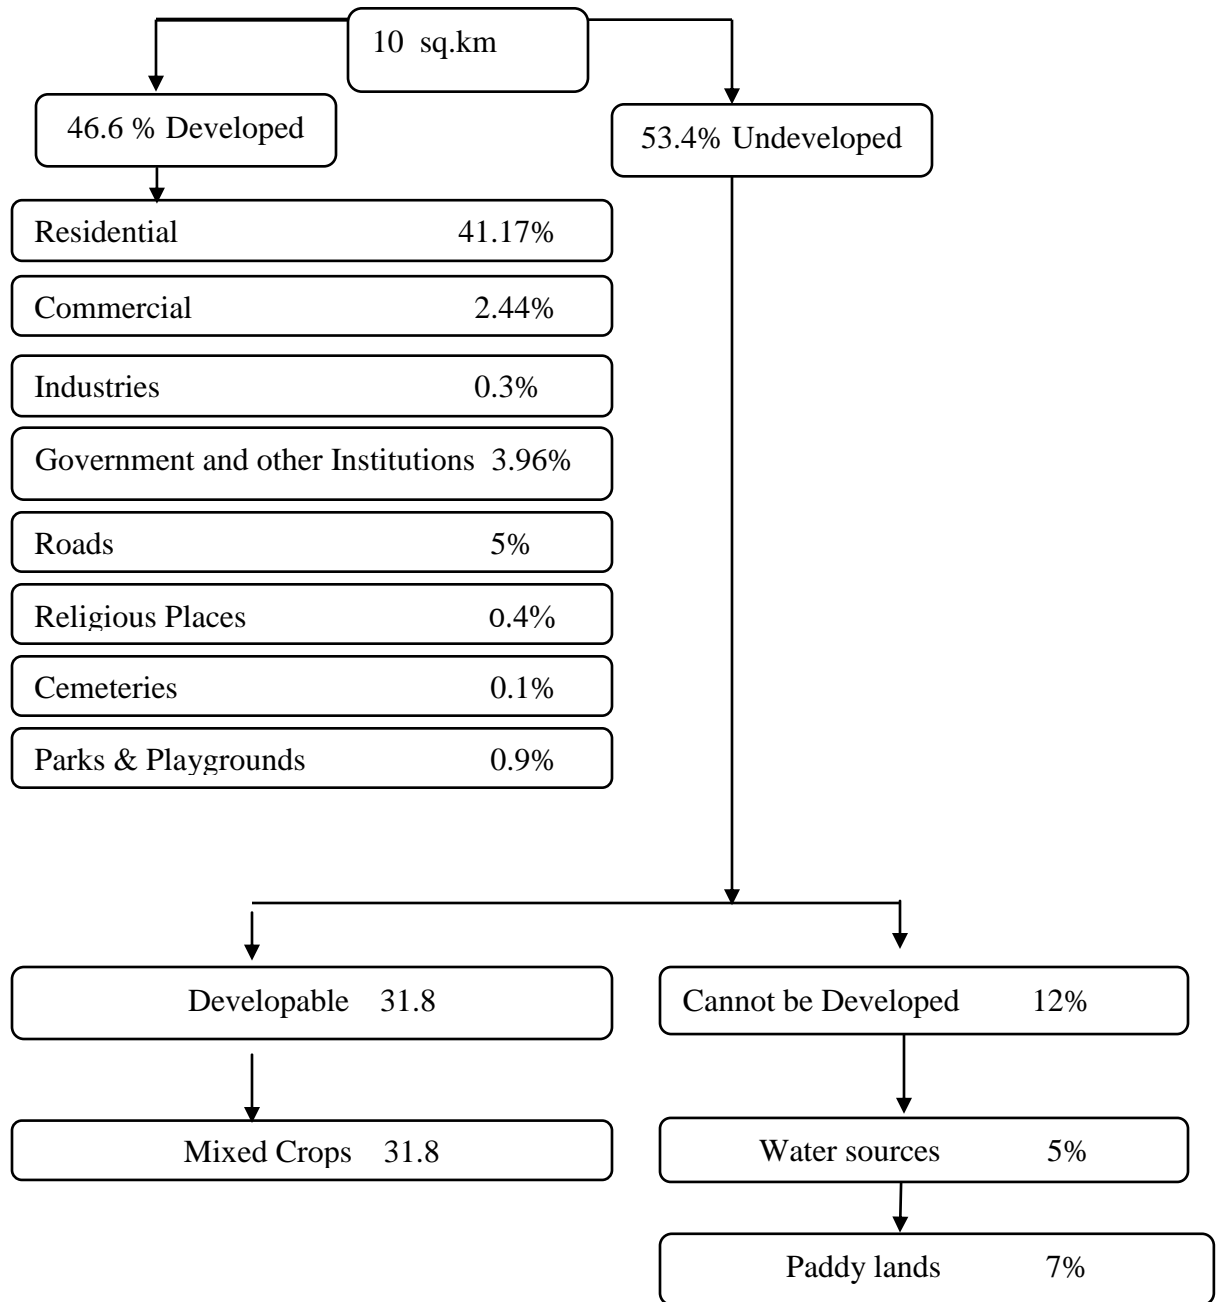 10 sq.km
46.6 % Developed
53.4% Undeveloped
Residential 41.17%
Commercial 2.44%
Industries 0.3%
Government and other Institutions 3.96%
Roads 5%
Religious Places o.4%
Cemeteries 0.1%
Parks & Playgrounds 0.9%
Developable 31.8
Cannot be Developed 12%
Mixed Crops 31.8
Water sources 5%
Paddy lands 7%